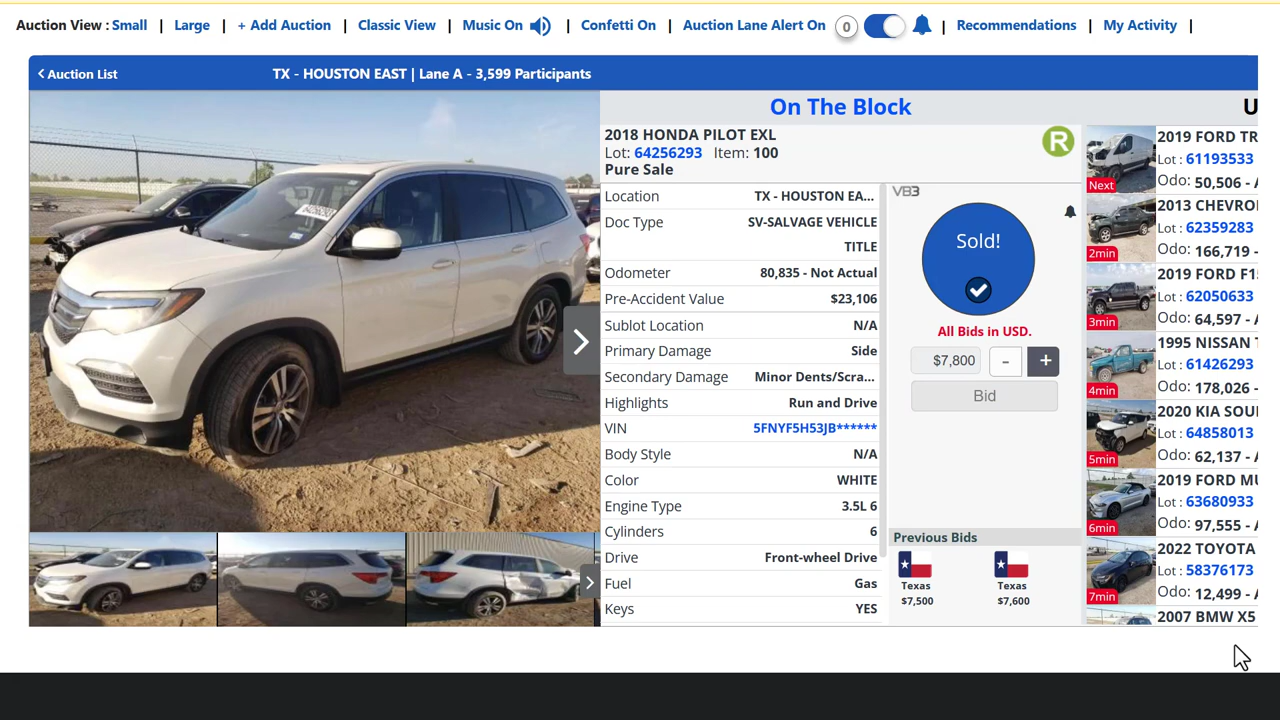 Auction View : Small | Large | + Add Auction | Classic View | Music On | Confetti On | Auction Lane Alert On 0 | Recommendations | My Activity |
Auction List
TX - HOUSTON EAST | Lane A - 3,599 Participants
On The Block
2018 HONDA PILOT EXL
Lot: 64256293 Item: 100
Pure Sale
R
Location TX - HOUSTON EA...
Doc Type SV-SALVAGE VEHICLE
TITLE
Odometer 80,835 - Not Actual
Pre-Accident Value $23,106
Sublot Location N/A
Primary Damage Side
Secondary Damage Minor Dents/Scra...
Highlights Run and Drive
VIN 5FNYF5H53JB******
Body Style N/A
Color WHITE
Engine Type 3.5L 6
Cylinders 6
Drive Front-wheel Drive
Fuel Gas
Keys YES
VB3
Sold!
All Bids in USD.
$7,800 - +
Bid
Previous Bids
Texas Texas
$7,500 $7,600
U
2019 FORD TR
Lot : 61193533
Next
Odo: 50,506 - A
2013 CHEVROL
Lot : 62359283
2min
Odo: 166,719 -
2019 FORD F15
Lot : 62050633
3min
Odo: 64,597 - A
1995 NISSAN T
Lot : 61426293
4min
Odo: 178,026 -
2020 KIA SOUL
Lot : 64858013
5min
Odo: 62,137 - A
2019 FORD MU
Lot : 63680933
6min
Odo: 97,555 - A
2022 TOYOTA
Lot : 58376173
7min
Odo: 12,499 - A
2007 BMW X5